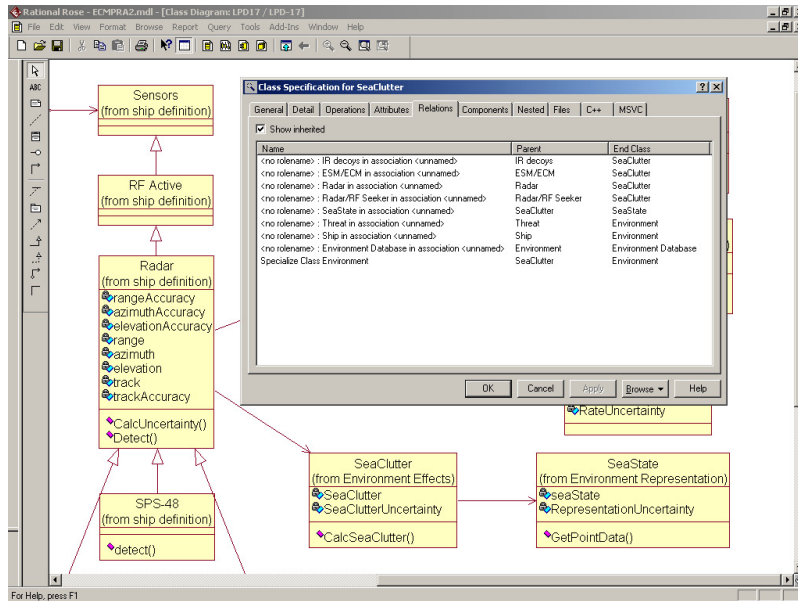 Rational Rose - ECMPRA2.mdl - [Class Diagram: LPD17 / LPD-17]
File Edit View Format Browse Report Query Tools Add-Ins Window Help
ABC
Sensors
(from ship definition)
RF Active
(from ship definition)
Radar
(from ship definition)
rangeAccuracy
azimuthAccuracy
elevationAccuracy
range
azimuth
elevation
track
trackAccuracy
CalcUncertainty()
Detect()
SPS-48
(from ship definition)
detect()
Class Specification for SeaClutter
General Detail Operations Attributes Relations Components Nested Files C++ MSVC
Show inherited
Name Parent End Class
<no rolename> : IR decoys in association <unnamed> IR decoys SeaClutter
<no rolename> : ESM/ECM in association <unnamed> ESM/ECM SeaClutter
<no rolename> : Radar in association <unnamed> Radar SeaClutter
<no rolename> : Radar/RF Seeker in association <unnamed> Radar/RF Seeker SeaClutter
<no rolename> : SeaState in association <unnamed> SeaClutter SeaState
<no rolename> : Threat in association <unnamed> Threat Environment
<no rolename> : Ship in association <unnamed> Ship Environment
<no rolename> : Environment Database in association <unnamed> Environment Environment Database
Specialize Class Environment SeaClutter Environment
OK Cancel Apply Browse Help
RateUncertainty
SeaClutter
(from Environment Effects)
SeaClutter
SeaClutterUncertainty
CalcSeaClutter()
SeaState
(from Environment Representation)
seaState
RepresentationUncertainty
GetPointData()
For Help, press F1